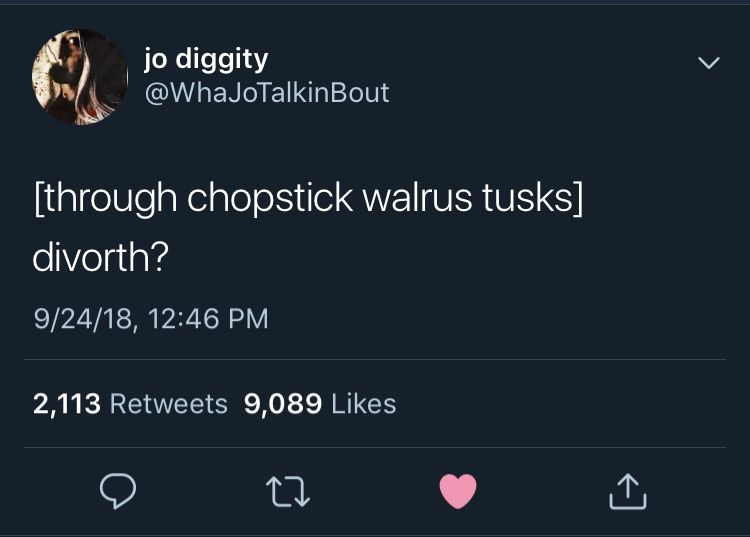 jo diggity
@WhaJoTalkinBout
[through chopstick walrus tusks]
divorth?
9/24/18, 12:46 PM
2,113 Retweets 9,089 Likes